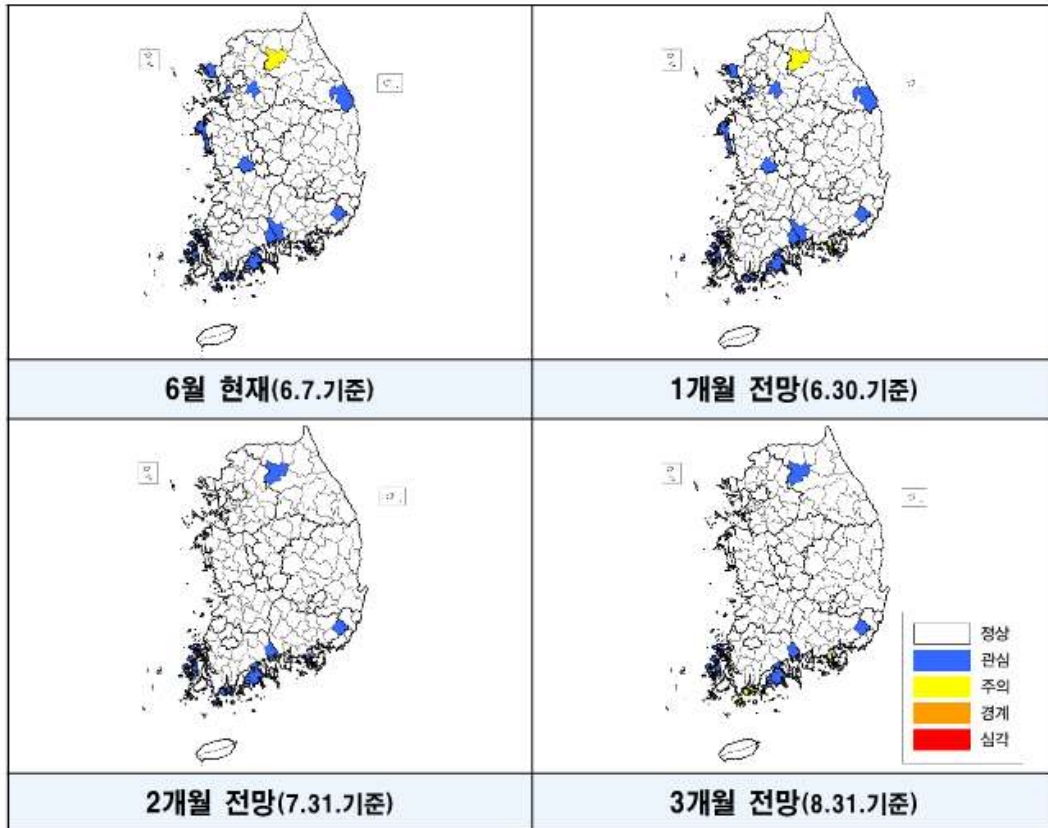 6월 현재(6.7.기준)
1개월 전망(6.30.기준)
정상
관심
주의
경계
심각
2개월 전망(7.31.기준)
3개월 전망(8.31.기준)